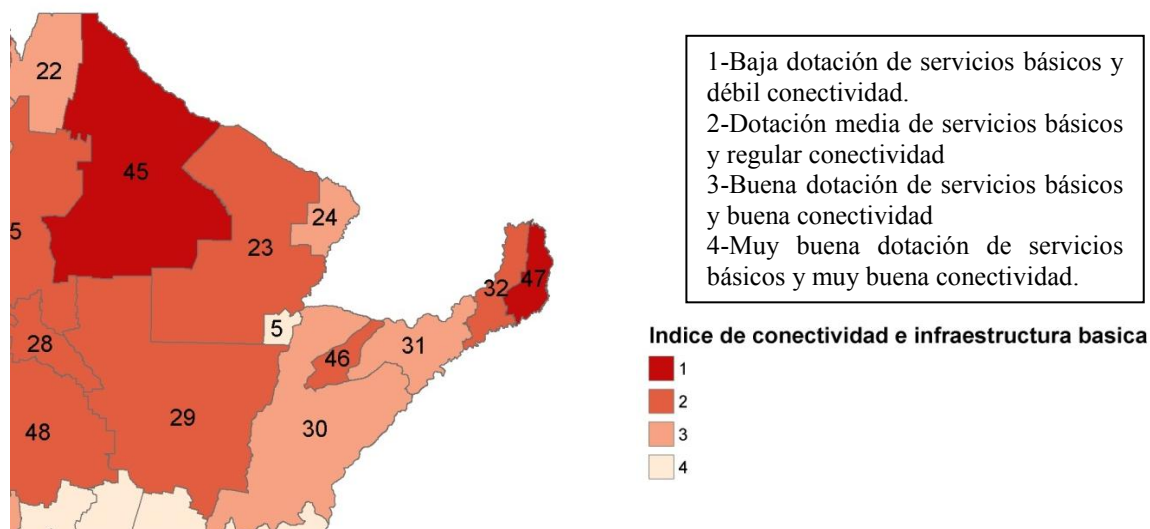 22
45
5
23
24
5
28
29
48
46
30
31
32
47
1-Baja dotación de servicios básicos y
débil conectividad.
2-Dotación media de servicios básicos
y regular conectividad
3-Buena dotación de servicios básicos
y buena conectividad
4-Muy buena dotación de servicios
básicos y muy buena conectividad.
Indice de conectividad e infraestructura basica
1
2
3
4